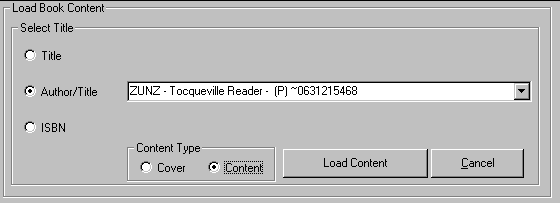 Load Book Content
Select Title
Title
Author/Title
ZUNZ - Tocqueville Reader - (P) ~0631215468
ISBN
Content Type
Cover
Content
Load Content
Cancel